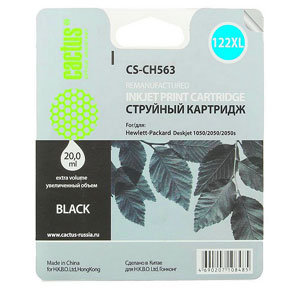 cactus
122XL
CS-CH563
REMANUFACTURED
INKJET PRINT CARTRIDGE
СТРУЙНЫЙ КАРТРИДЖ
For/для:
Hewlett-Packard Deskjet 1050/2050/2050s
20,0
ml
extra volume
увеличенный объем
BLACK
www.cactus-russia.ru
Made in China
for H.K.B.O.Ltd, HongKong
Сделано в Китае
Для H.K.B.O. Ltd, Гонконг
4690207108485